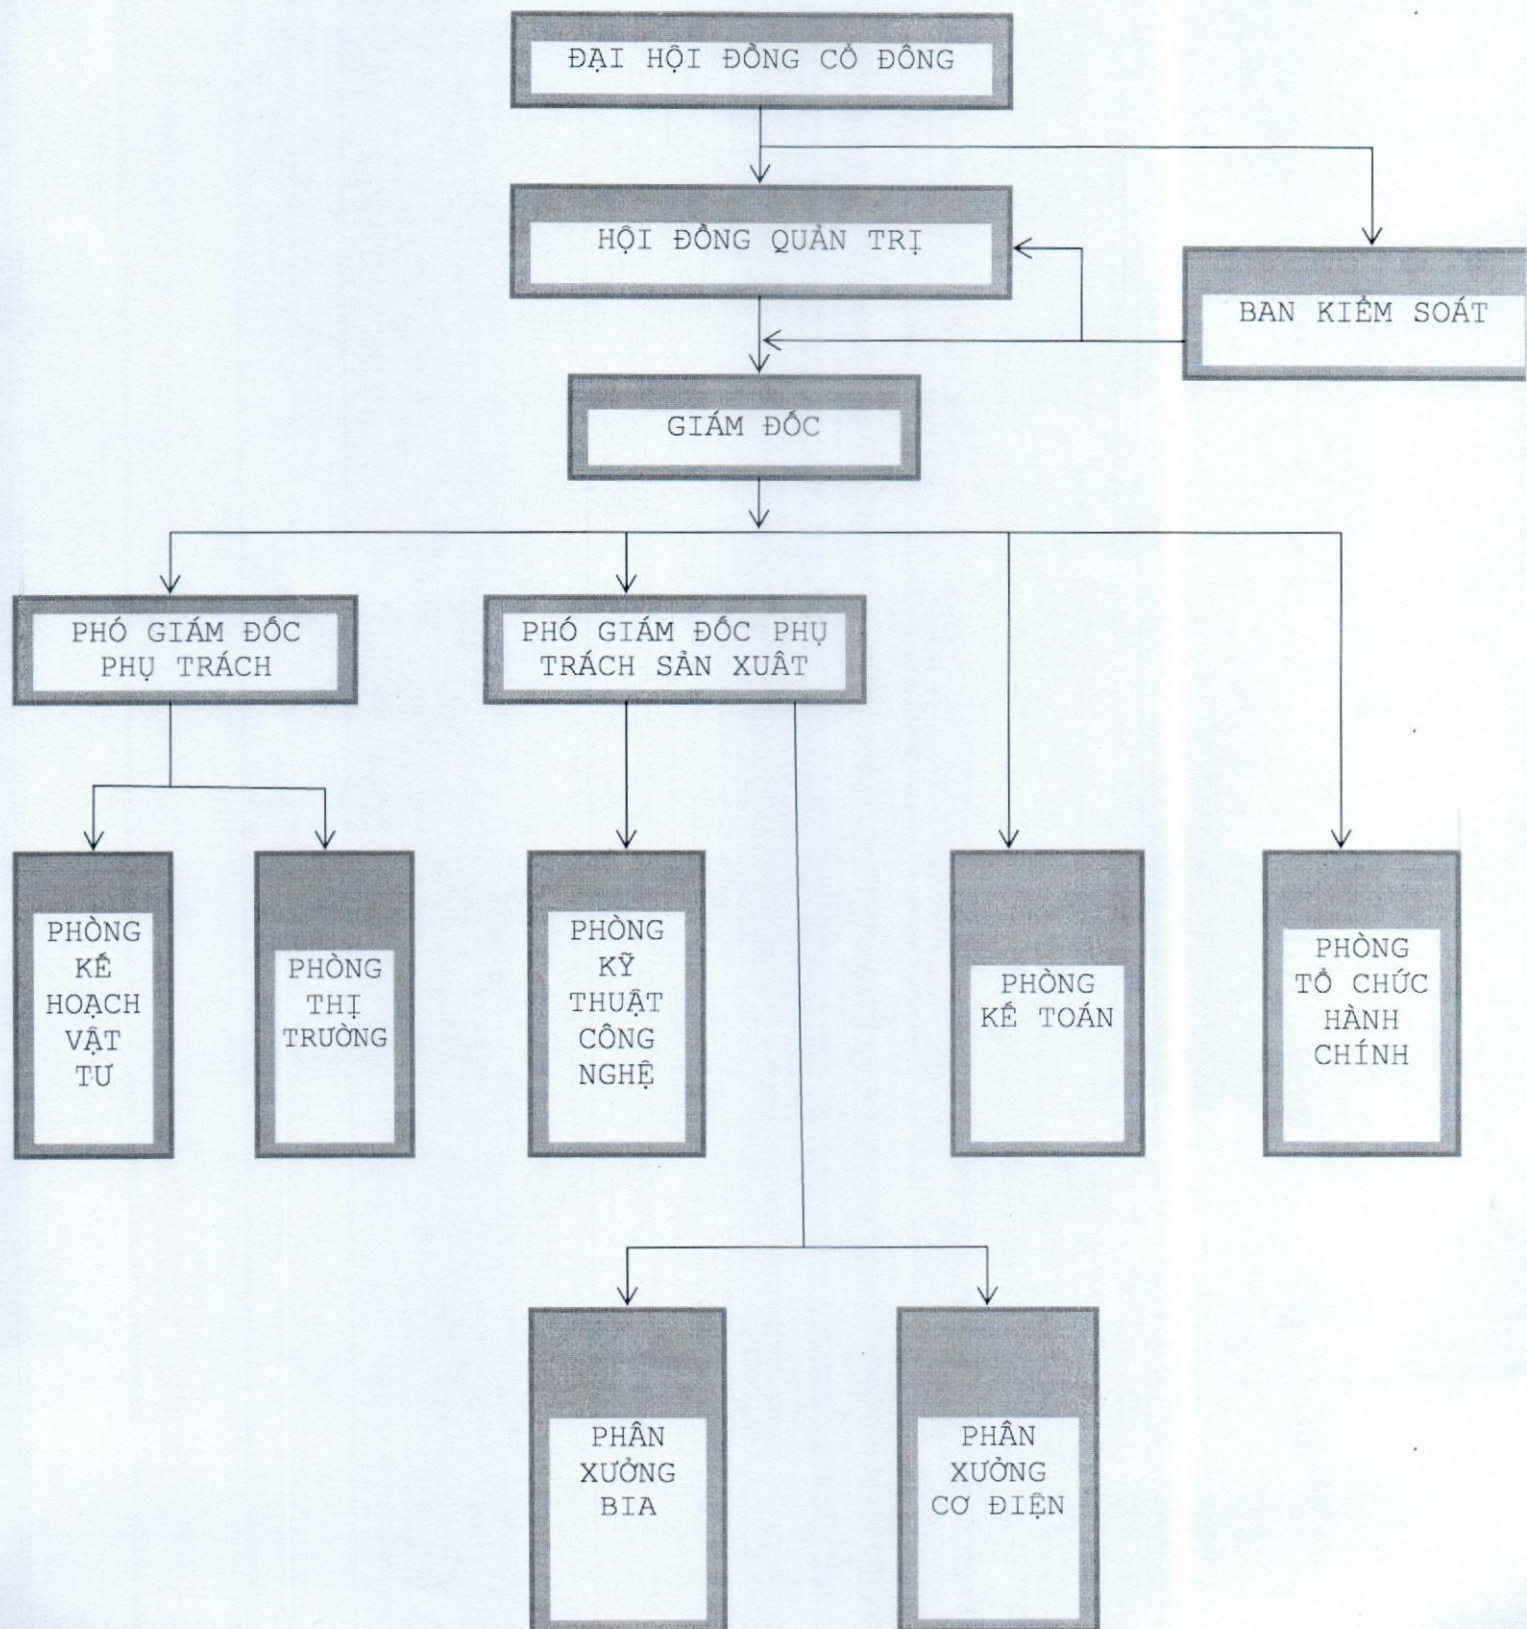 ĐẠI HỘI ĐỒNG CỔ ĐÔNG
HỘI ĐỒNG QUẢN TRỊ
BAN KIỂM SOÁT
GIÁM ĐỐC
PHÓ GIÁM ĐỐC
PHỤ TRÁCH
PHÓ GIÁM ĐỐC PHỤ
TRÁCH SẢN XUẤT
PHÒNG
KẾ
HOẠCH
VẬT
TƯ
PHÒNG
THỊ
TRƯỜNG
PHÒNG
KỸ
THUẬT
CÔNG
NGHỆ
PHÒNG
KẾ TOÁN
PHÒNG
TỔ CHỨC
HÀNH
CHÍNH
PHÂN
XƯỞNG
BIA
PHÂN
XƯỞNG
CƠ ĐIỆN